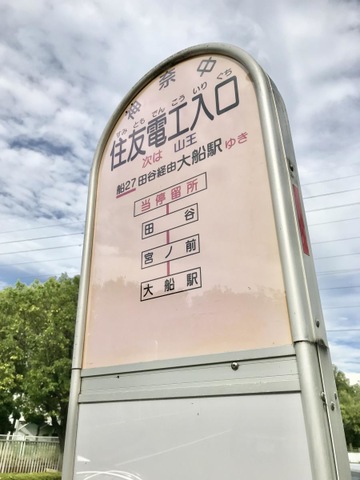 神奈中
すみ とも でん こう いり ぐち
住友電工入口
次は 山王
船27田谷経由大船駅ゆき
当停留所
田谷
宮ノ前
大船駅